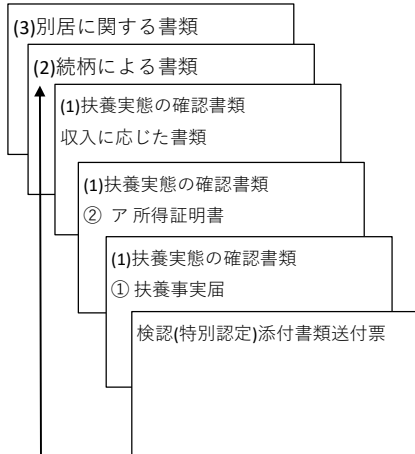 (3)別居に関する書類
(2)続柄による書類
(1)扶養実態の確認書類
収入に応じた書類
(1)扶養実態の確認書類
② ア 所得証明書
(1)扶養実態の確認書類
① 扶養事実届
検認(特別認定)添付書類送付票